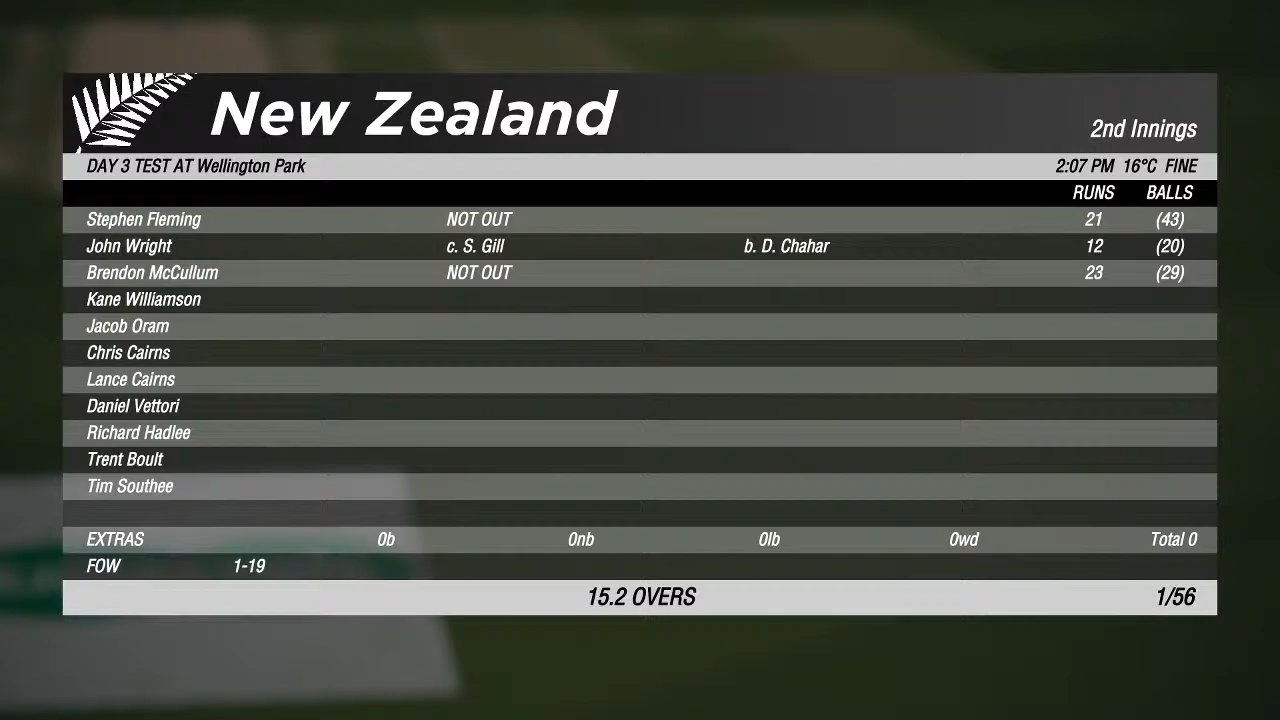 New Zealand
2nd Innings
DAY 3 TEST AT Wellington Park 2:07 PM 16°C FINE
RUNS BALLS
Stephen Fleming NOT OUT 21 (43)
John Wright c. S. Gill b. D. Chahar 12 (20)
Brendon McCullum NOT OUT 23 (29)
Kane Williamson
Jacob Oram
Chris Cairns
Lance Cairns
Daniel Vettori
Richard Hadlee
Trent Boult
Tim Southee
EXTRAS 0b 0nb 0lb 0wd Total 0
FOW 1-19
15.2 OVERS 1/56